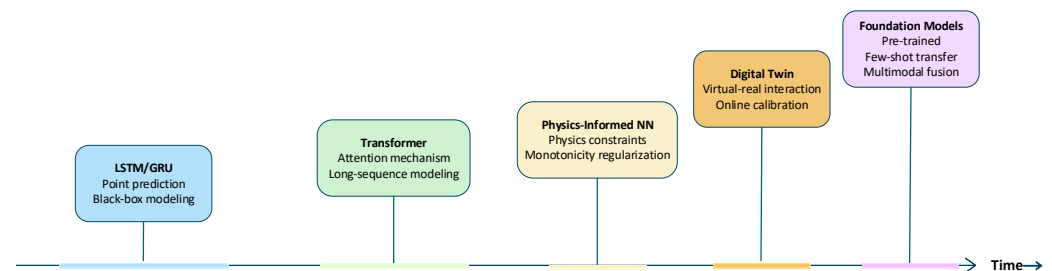 LSTM/GRU
Point prediction
Black-box modeling
Transformer
Attention mechanism
Long-sequence modeling
Physics-Informed NN
Physics constraints
Monotonicity regularization
Digital Twin
Virtual-real interaction
Online calibration
Foundation Models
Pre-trained
Few-shot transfer
Multimodal fusion
Time